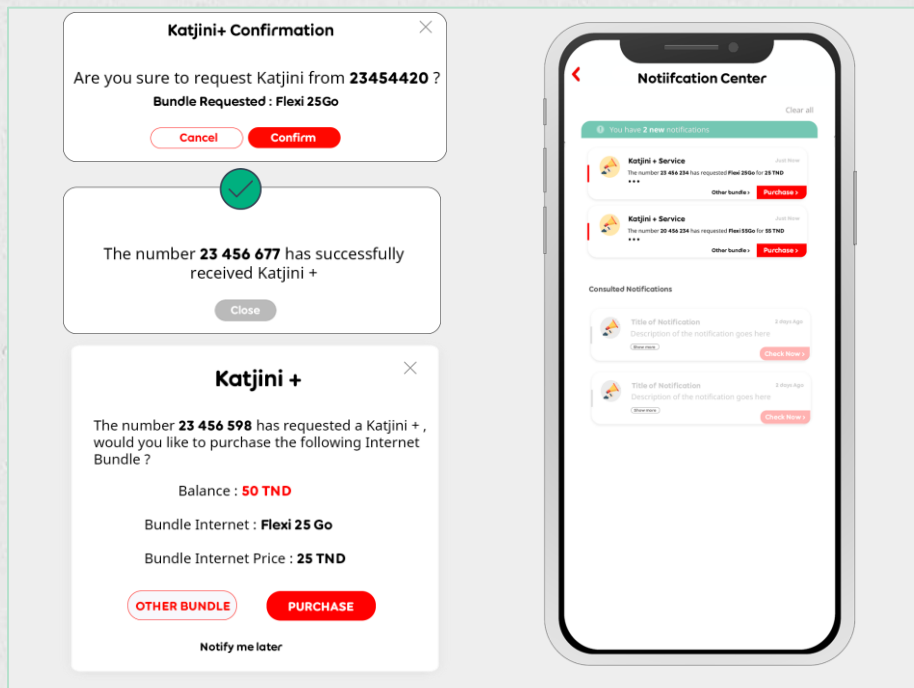 Katjini+ Confirmation
Are you sure to request Katjini from 23454420 ?
Bundle Requested : Flexi 25Go
Cancel
Confirm
The number 23 456 677 has successfully
received Katjini +
Close
Katjini +
The number 23 456 598 has requested a Katjini + ,
would you like to purchase the following Internet
Bundle ?
Balance : 50 TND
Bundle Internet : Flexi 25 Go
Bundle Internet Price : 25 TND
OTHER BUNDLE
PURCHASE
Notify me later
Notiifcation Center
Clear all
You have 2 new notifications
Katjini + Service
Just Now
The number 23 456 234 has requested Flexi 25Go for 25 TND
Other bundle >
Purchase >
Katjini + Service
Just Now
The number 20 456 234 has requested Flexi 55Go for 55 TND
Other bundle >
Purchase >
Consulted Notifications
Title of Notification
6 days Ago
Description of the notification goes here
Show more
Check Now >
Title of Notification
2 days Ago
Description of the notification goes here
Show more
Check Now >